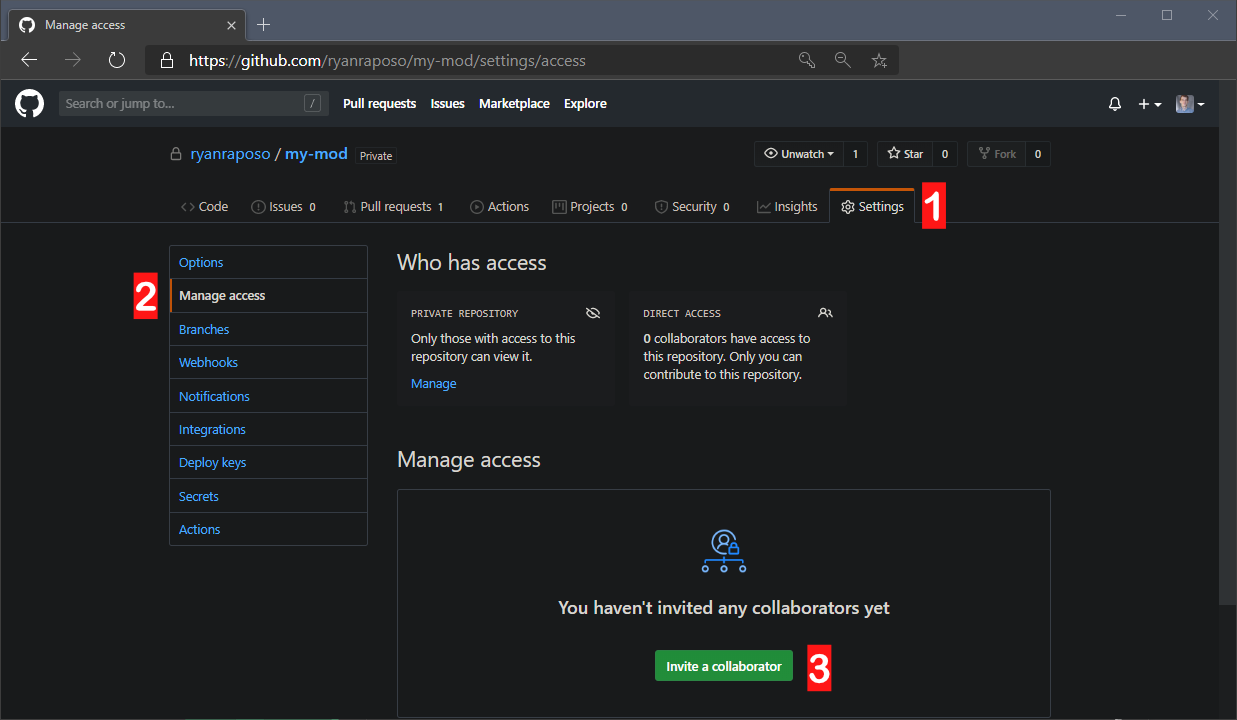 Manage access
https://github.com/ryanraposo/my-mod/settings/access
Search or jump to... /
Pull requests Issues Marketplace Explore
ryanraposo / my-mod Private
Unwatch 1 Star 0 Fork 0
Code Issues 0 Pull requests 1 Actions Projects 0 Security 0 Insights Settings 1
Options
2 Manage access
Branches
Webhooks
Notifications
Integrations
Deploy keys
Secrets
Actions
Who has access
PRIVATE REPOSITORY
Only those with access to this
repository can view it.
Manage
DIRECT ACCESS
0 collaborators have access to
this repository. Only you can
contribute to this repository.
Manage access
You haven't invited any collaborators yet
Invite a collaborator 3